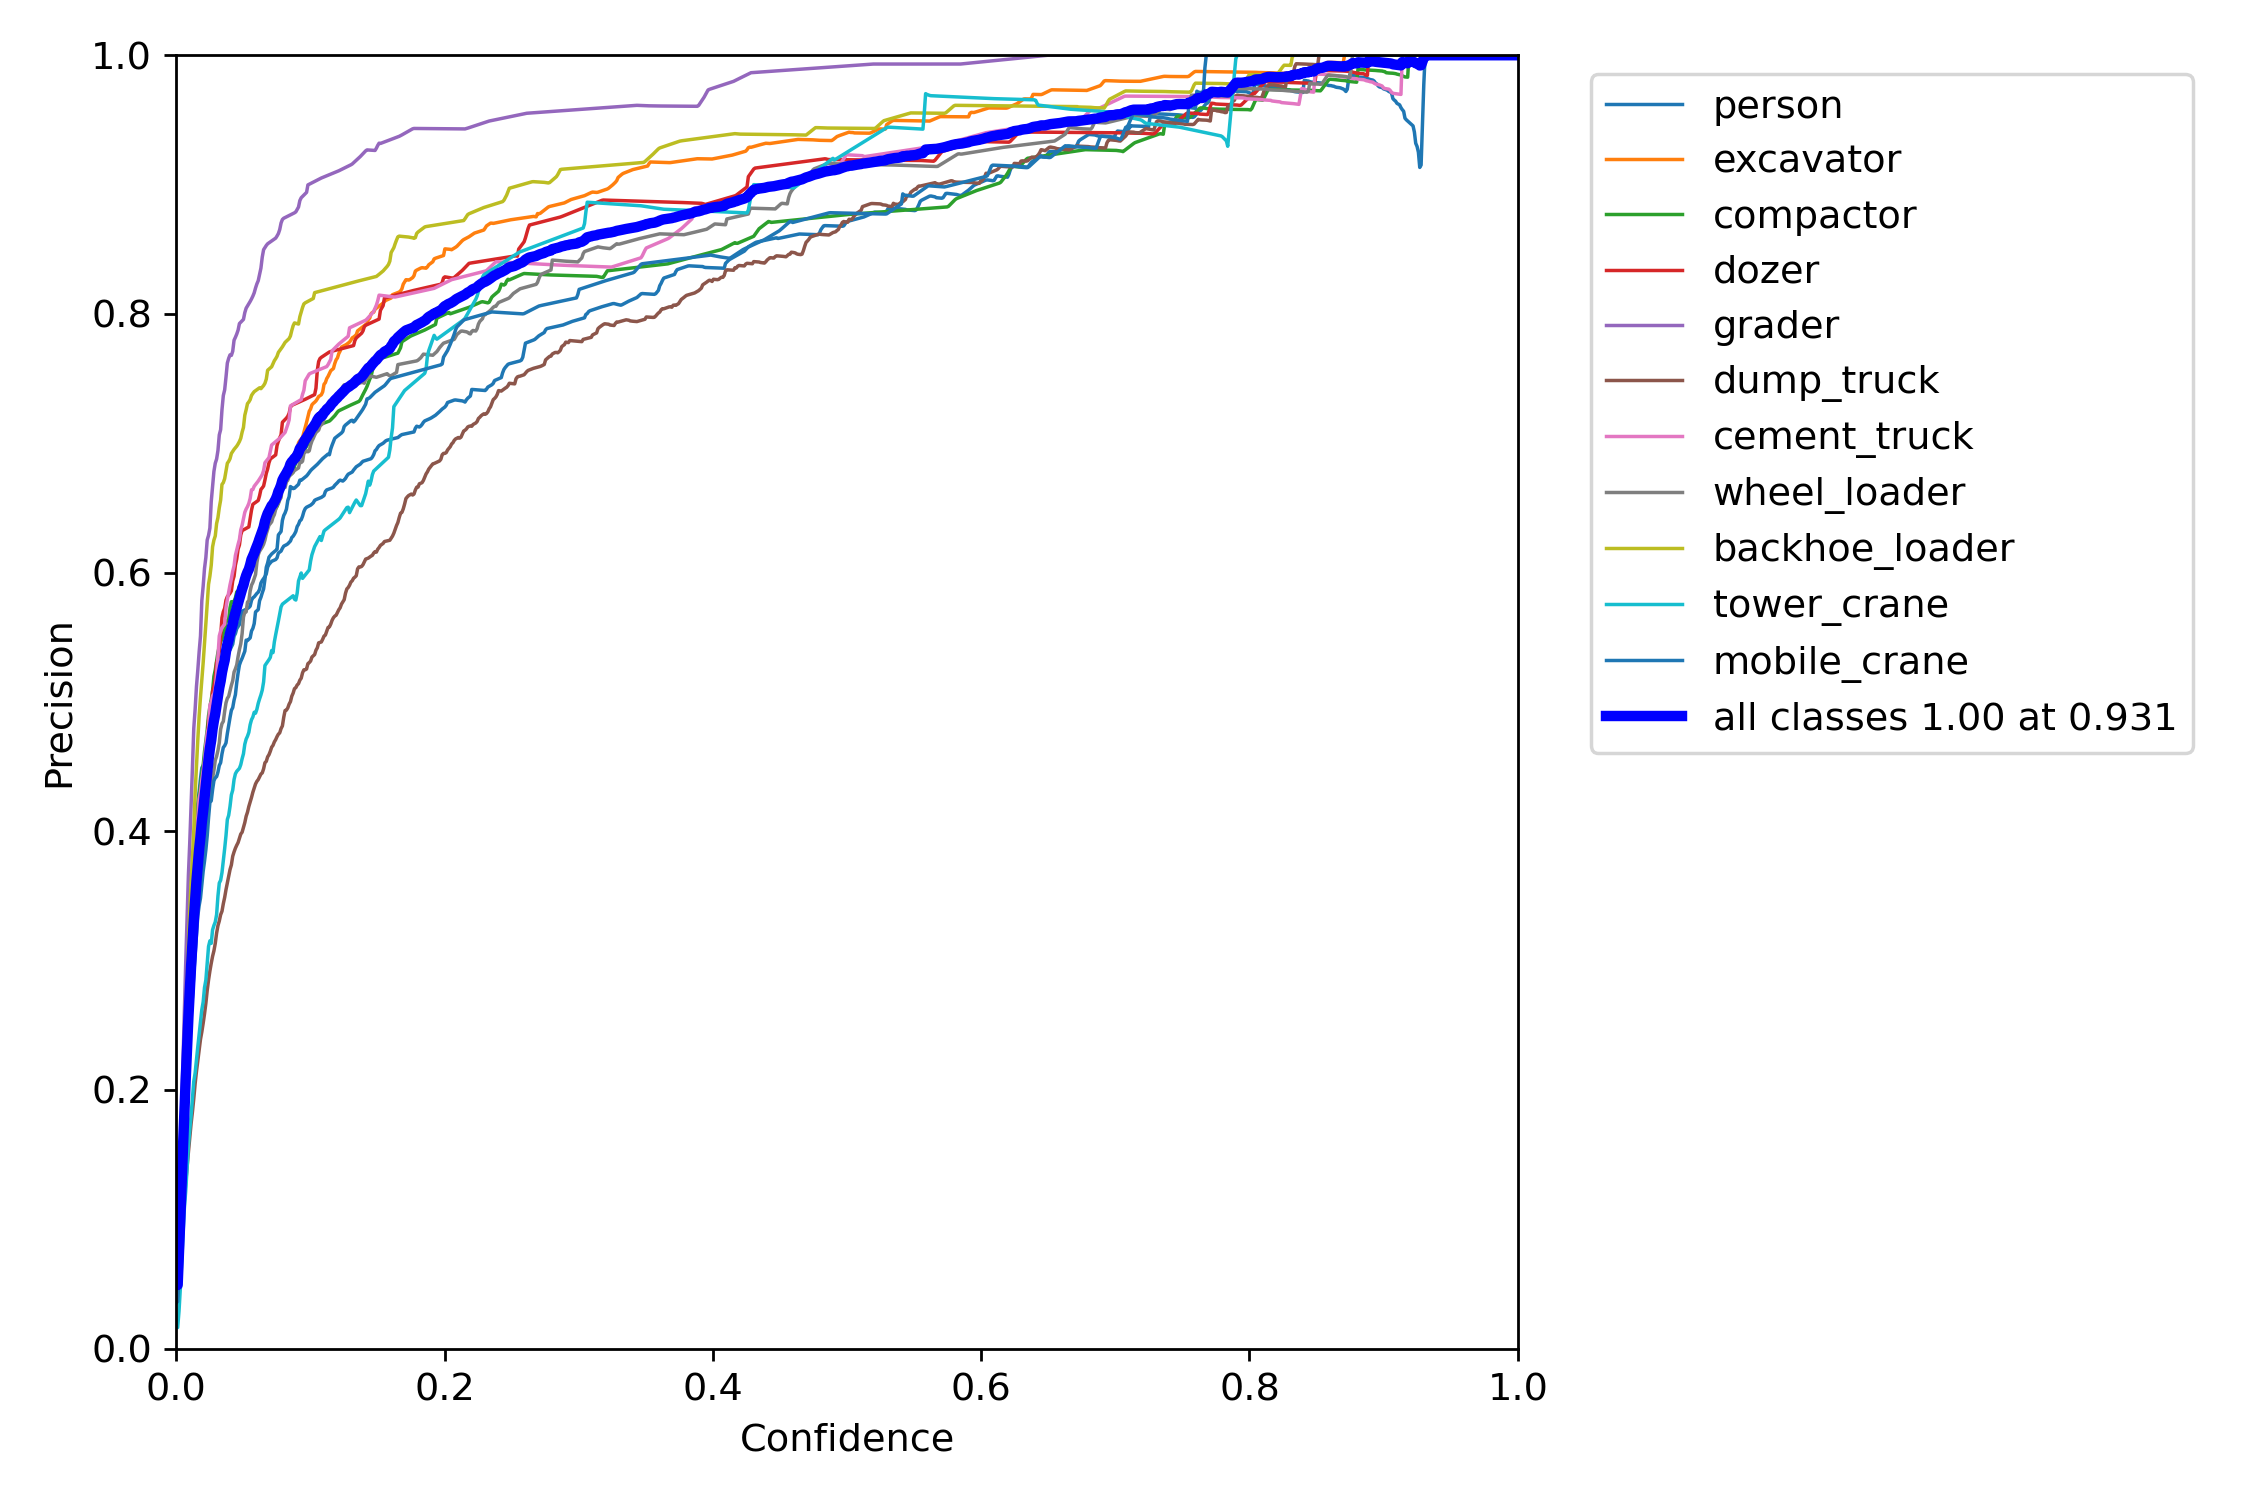 1.0
0.8
0.6
0.4
0.2
0.0
0.0 0.2 0.4 0.6 0.8 1.0
Precision
Confidence
person
excavator
compactor
dozer
grader
dump_truck
cement_truck
wheel_loader
backhoe_loader
tower_crane
mobile_crane
all classes 1.00 at 0.931